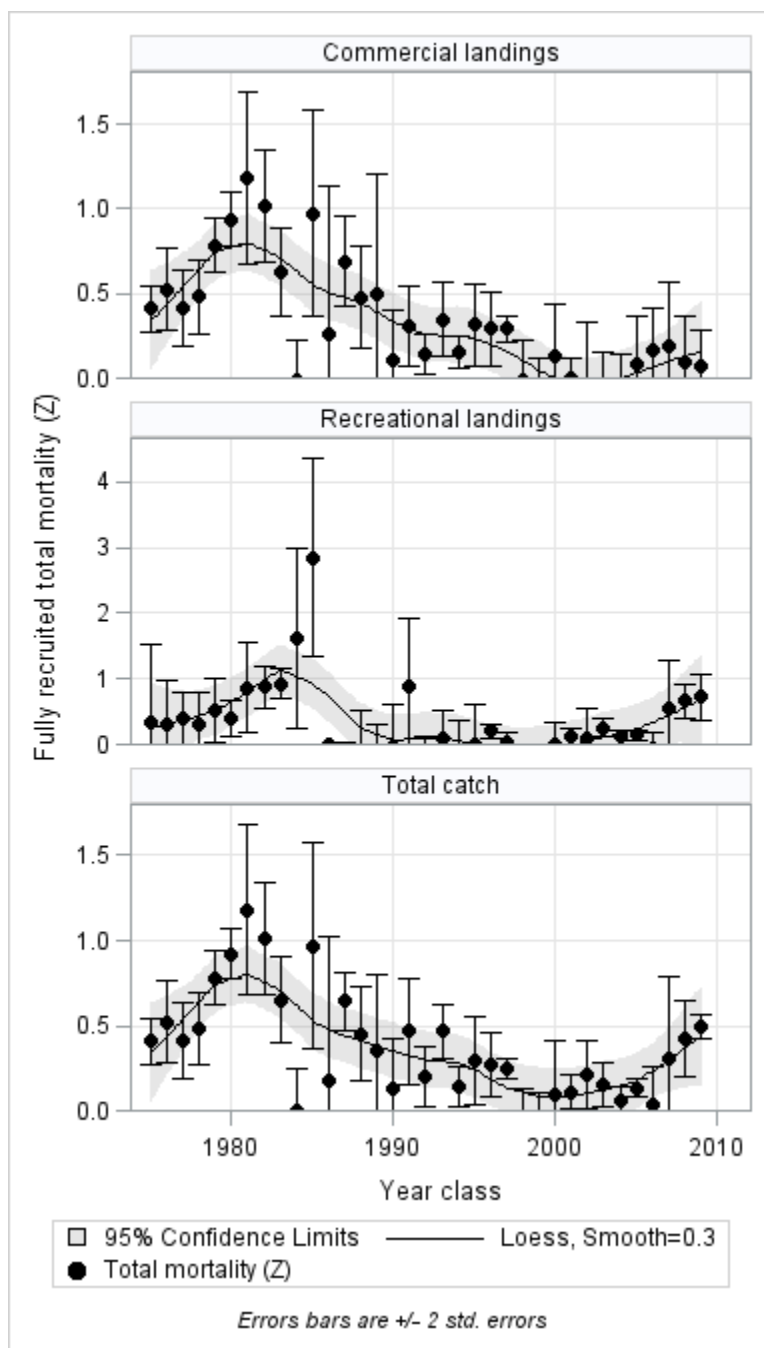 Commercial landings
1.5
1.0
0.5
0.0
Recreational landings
4
3
2
1
0
Fully recruited total mortality (Z)
Total catch
1.5
1.0
0.5
0.0
1980 1990 2000 2010
Year class
95% Confidence Limits Loess, Smooth=0.3
Total mortality (Z)
Errors bars are +/- 2 std. errors